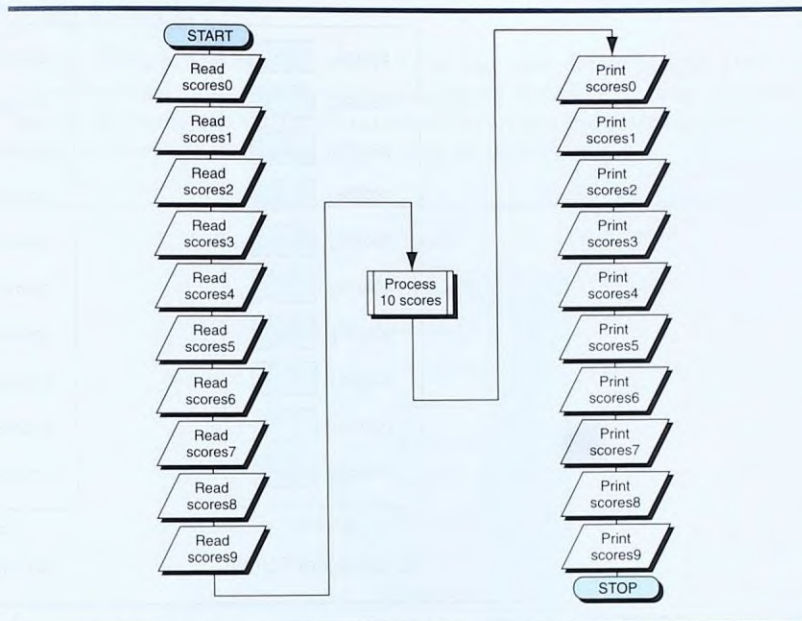 START
Read
scores0
Read
scores1
Read
scores2
Read
scores3
Read
scores4
Read
scores5
Read
scores6
Read
scores7
Read
scores8
Read
scores9
Process
10 scores
Print
scores0
Print
scores1
Print
scores2
Print
scores3
Print
scores4
Print
scores5
Print
scores6
Print
scores7
Print
scores8
Print
scores9
STOP